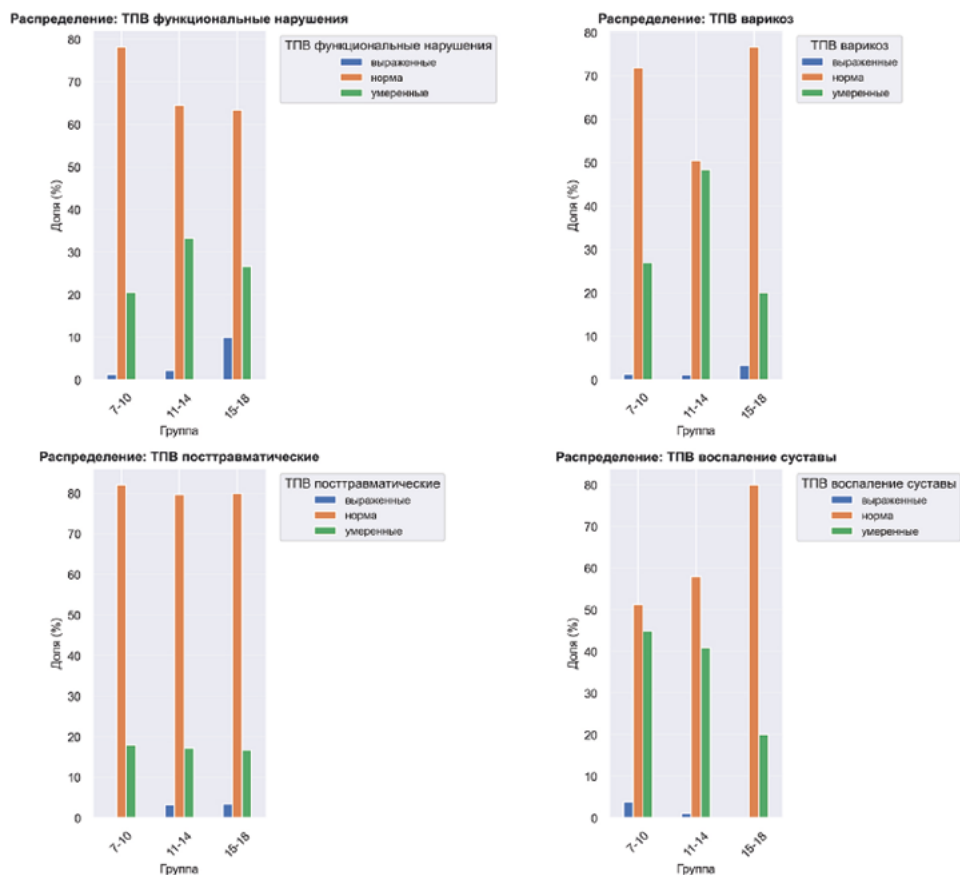 Распределение: ТПВ функциональные нарушения
ТПВ функциональные нарушения
выраженные
норма
умеренные
Доля (%)
80
70
60
50
40
30
20
10
0
7-10
11-14
15-18
Группа
Распределение: ТПВ варикоз
ТПВ варикоз
выраженные
норма
умеренные
Доля (%)
80
70
60
50
40
30
20
10
0
7-10
11-14
15-18
Группа
Распределение: ТПВ посттравматические
ТПВ посттравматические
выраженные
норма
умеренные
Доля (%)
80
70
60
50
40
30
20
10
0
7-10
11-14
15-18
Группа
Распределение: ТПВ воспаление суставы
ТПВ воспаление суставы
выраженные
норма
умеренные
Доля (%)
80
70
60
50
40
30
20
10
0
7-10
11-14
15-18
Группа